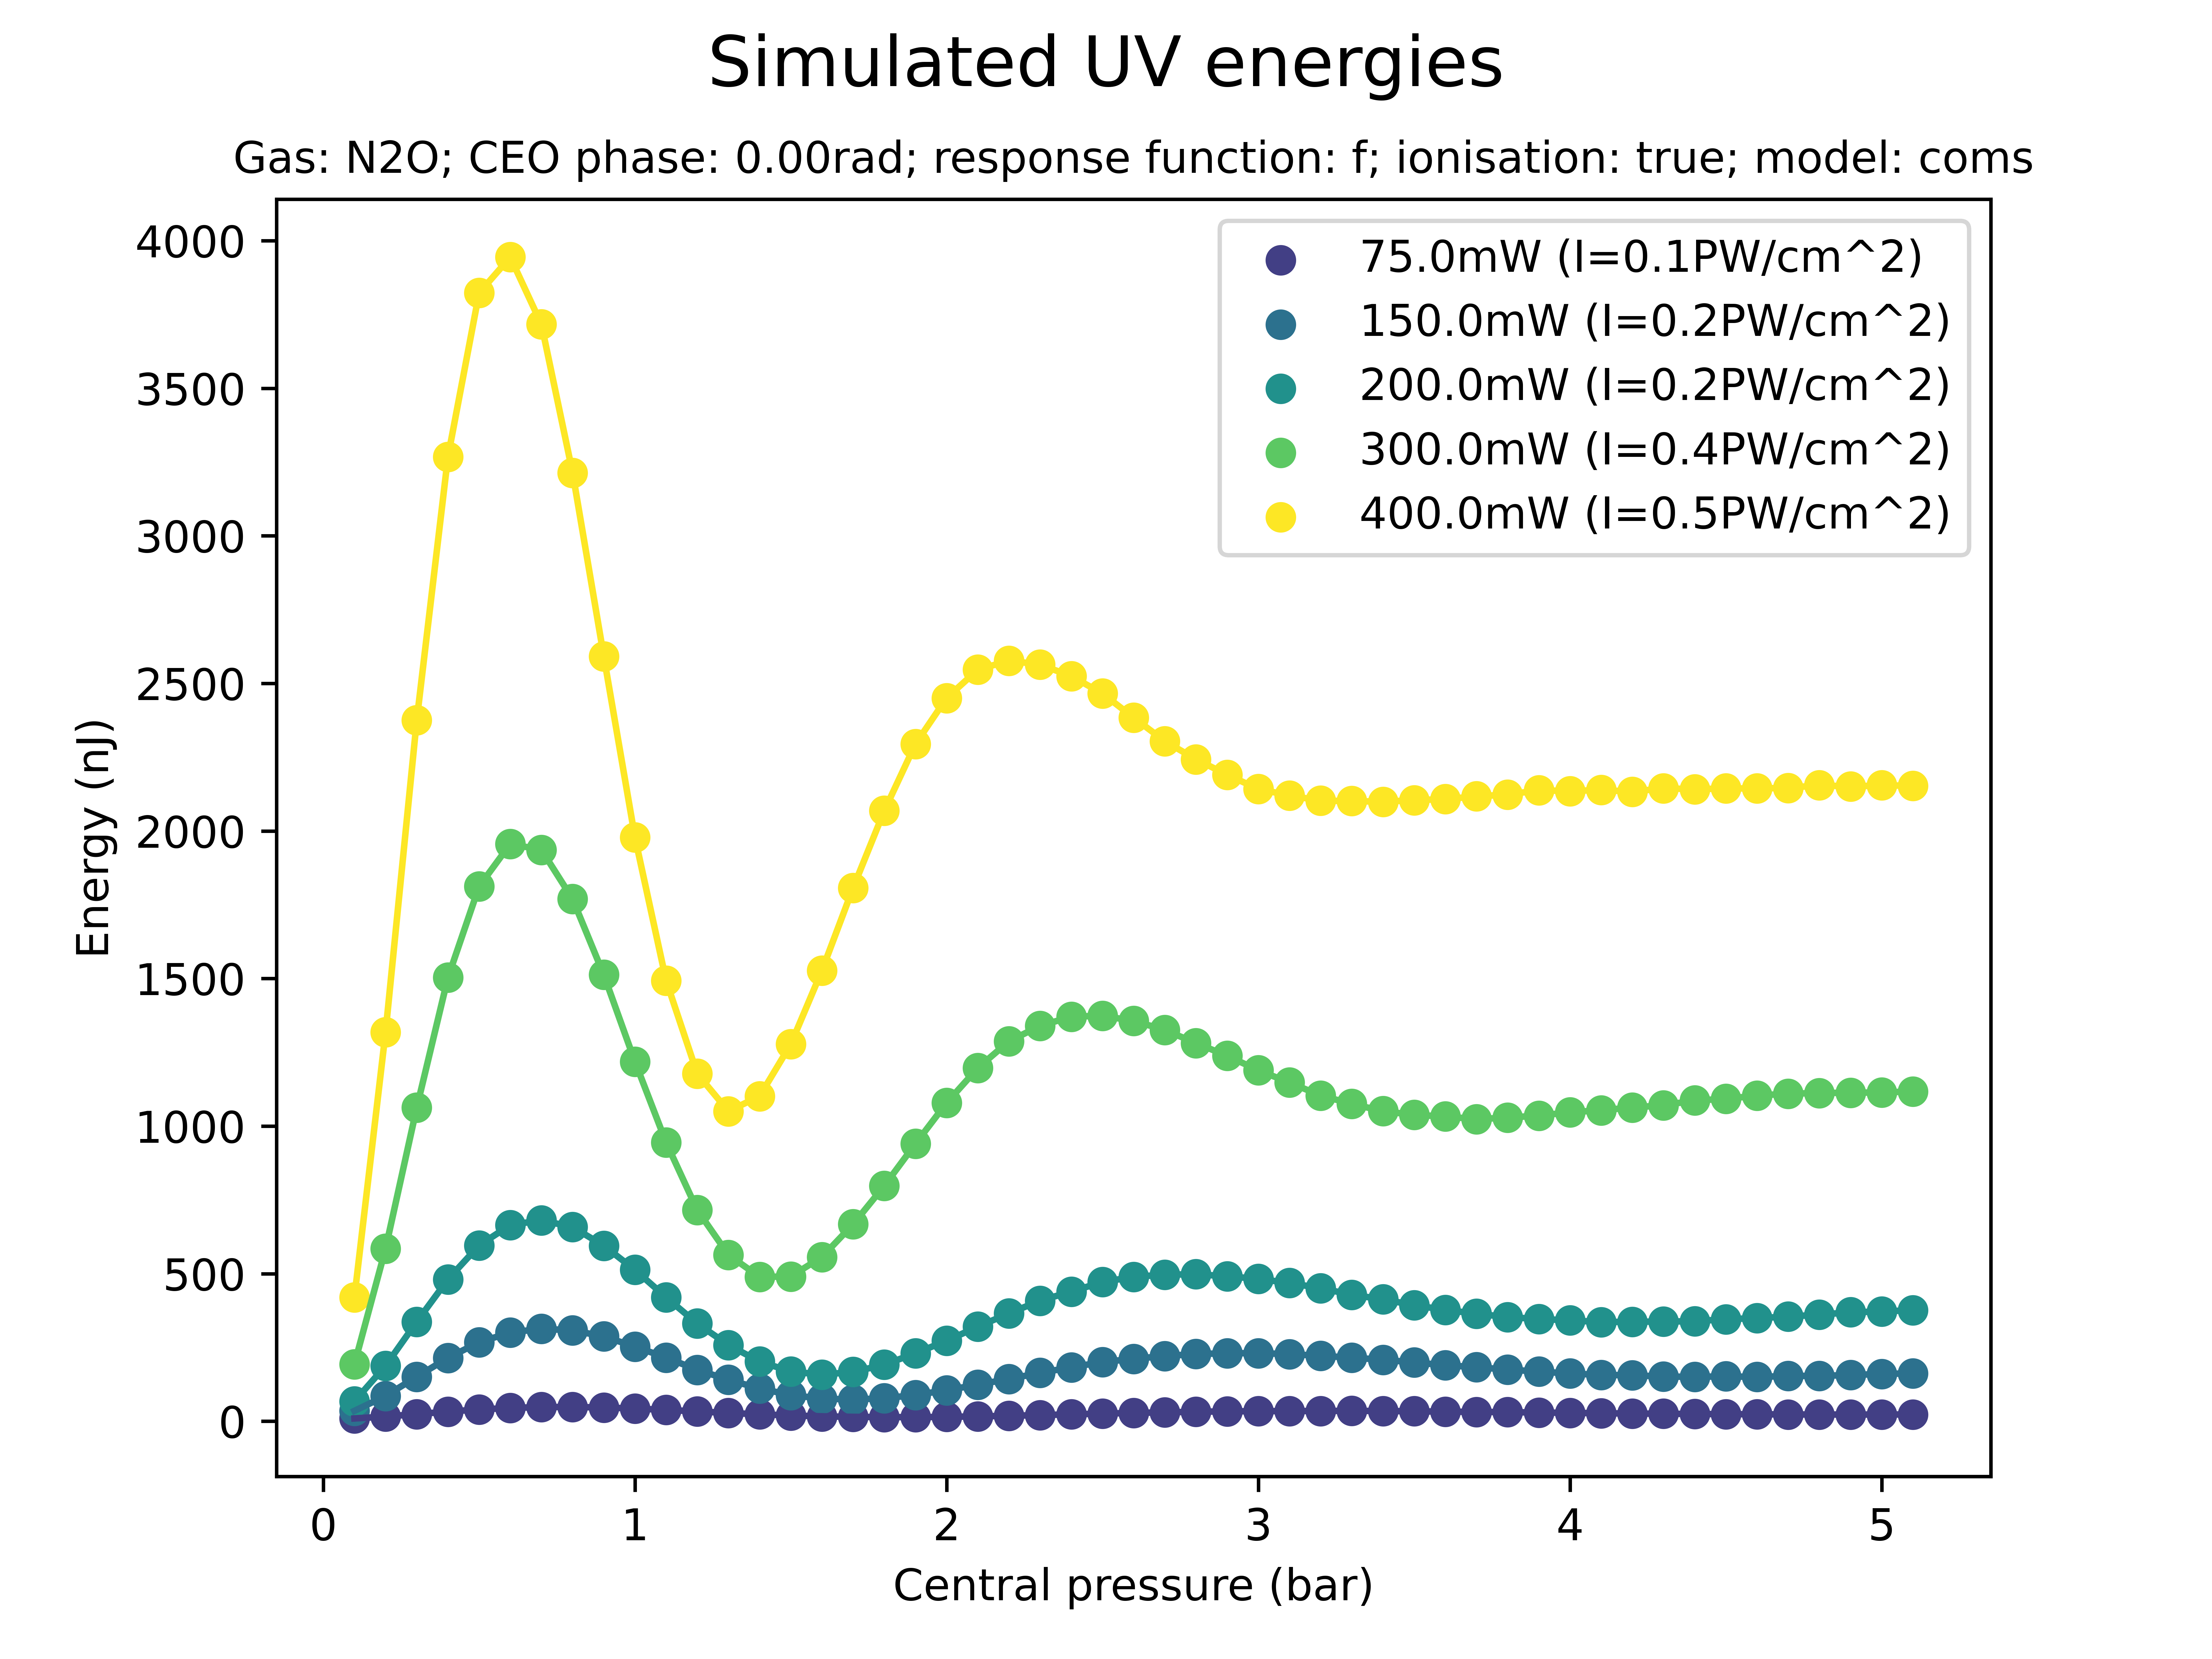 Simulated UV energies
Gas: N2O; CEO phase: 0.00rad; response function: f; ionisation: true; model: coms
75.0mW (I=0.1PW/cm^2)
150.0mW (I=0.2PW/cm^2)
200.0mW (I=0.2PW/cm^2)
300.0mW (I=0.4PW/cm^2)
400.0mW (I=0.5PW/cm^2)
Energy (nJ)
4000
3500
3000
2500
2000
1500
1000
500
0
0 1 2 3 4 5
Central pressure (bar)